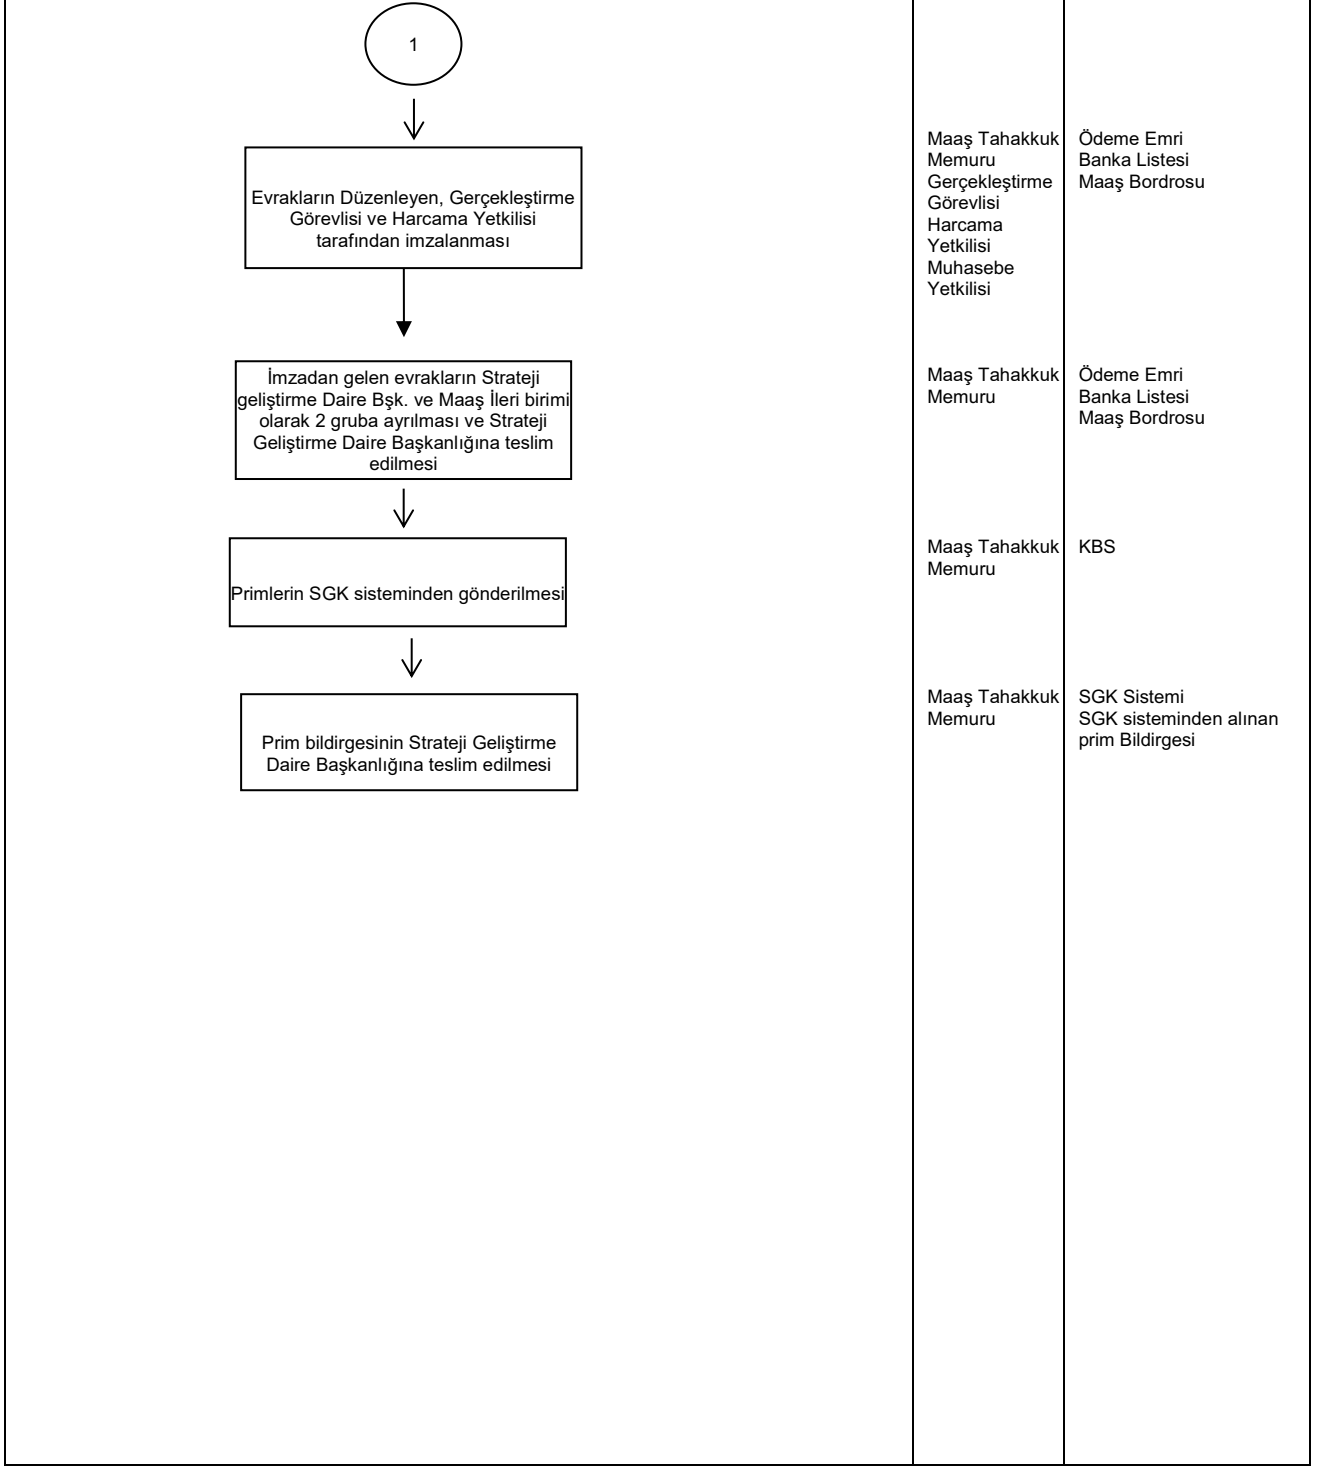 1
Evrakların Düzenleyen, Gerçekleştirme
Görevlisi ve Harcama Yetkilisi
tarafından imzalanması
Maaş Tahakkuk
Memuru
Gerçekleştirme
Görevlisi
Harcama
Yetkilisi
Muhasebe
Yetkilisi
Ödeme Emri
Banka Listesi
Maaş Bordrosu
İmzadan gelen evrakların Strateji
geliştirme Daire Bşk. ve Maaş İleri birimi
olarak 2 gruba ayrılması ve Strateji
Geliştirme Daire Başkanlığına teslim
edilmesi
Maaş Tahakkuk
Memuru
Ödeme Emri
Banka Listesi
Maaş Bordrosu
Primlerin SGK sisteminden gönderilmesi
Maaş Tahakkuk
Memuru
KBS
Prim bildirgesinin Strateji Geliştirme
Daire Başkanlığına teslim edilmesi
Maaş Tahakkuk
Memuru
SGK Sistemi
SGK sisteminden alınan
prim Bildirgesi